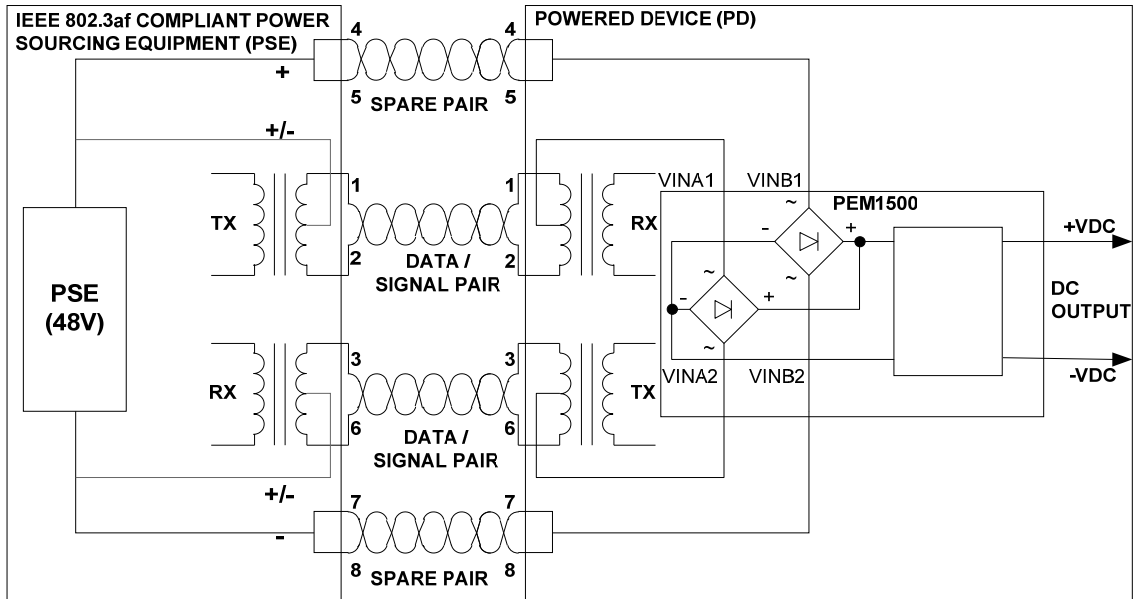 IEEE 802.3af COMPLIANT POWER
SOURCING EQUIPMENT (PSE)
POWERED DEVICE (PD)
4
4
+
5
SPARE PAIR
5
+/-
1
1
VINA1
VINB1
~
PEM1500
TX
RX
-
+
+VDC
2
DATA /
SIGNAL PAIR
2
~
~
PSE
(48V)
-
+
DC
OUTPUT
~
3
3
VINA2
VINB2
-VDC
RX
TX
6
DATA /
SIGNAL PAIR
6
+/-
7
7
-
8
SPARE PAIR
8